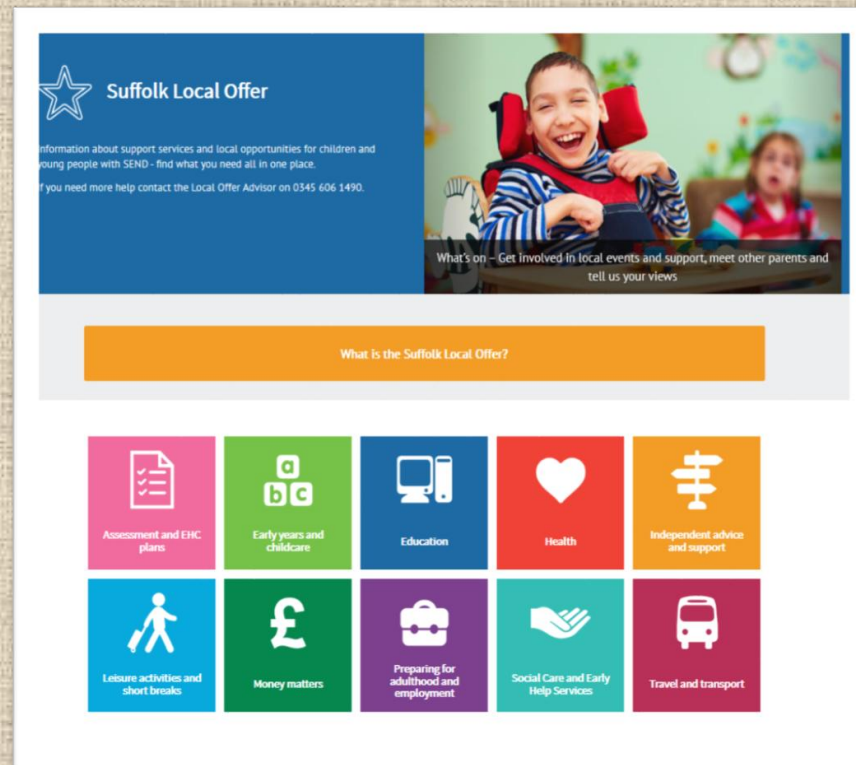 Suffolk Local Offer
nformation about support services and local opportunities for children and
young people with SEND - find what you need all in one place.
f you need more help contact the Local Offer Advisor on 0345 606 1490.
What's on – Get involved in local events and support, meet other parents and
tell us your views
What is the Suffolk Local Offer?
a
b c
Assessment and EHC
plans
Early years and
childcare
Education
Health
Independent advice
and support
£
Leisure activities and
short breaks
Money matters
Preparing for
adulthood and
employment
Social Care and Early
Help Services
Travel and transport